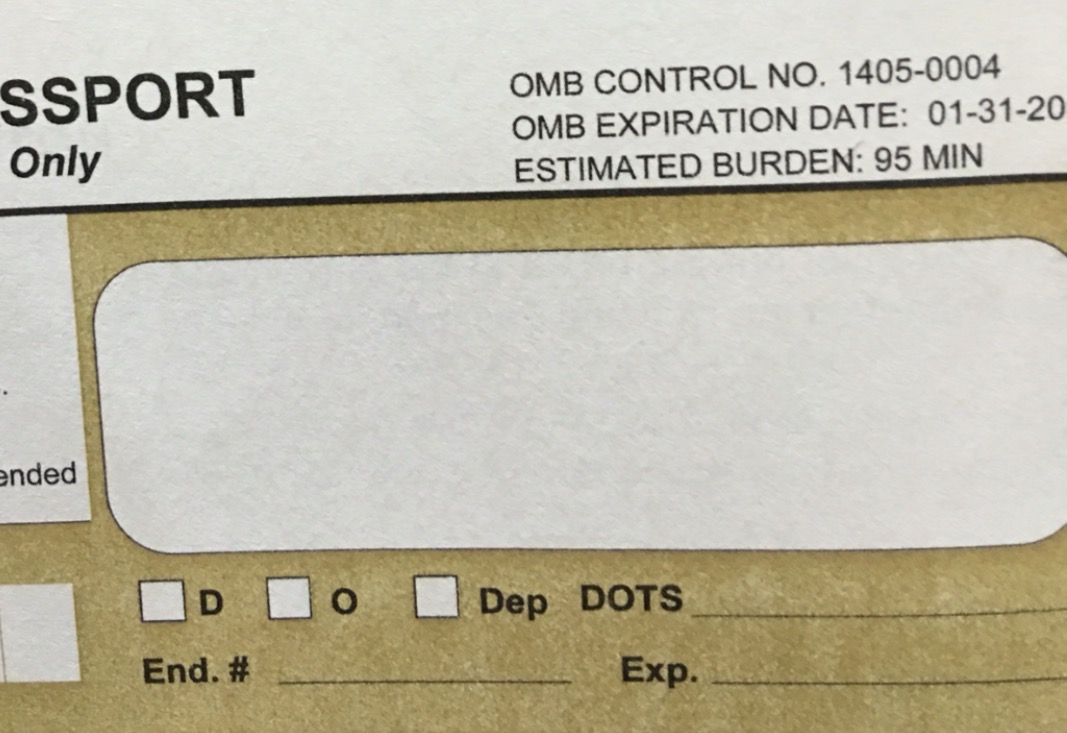 SSPORT
Only
OMB CONTROL NO. 1405-0004
OMB EXPIRATION DATE: 01-31-20
ESTIMATED BURDEN: 95 MIN
ended
D O Dep DOTS
End. # Exp.